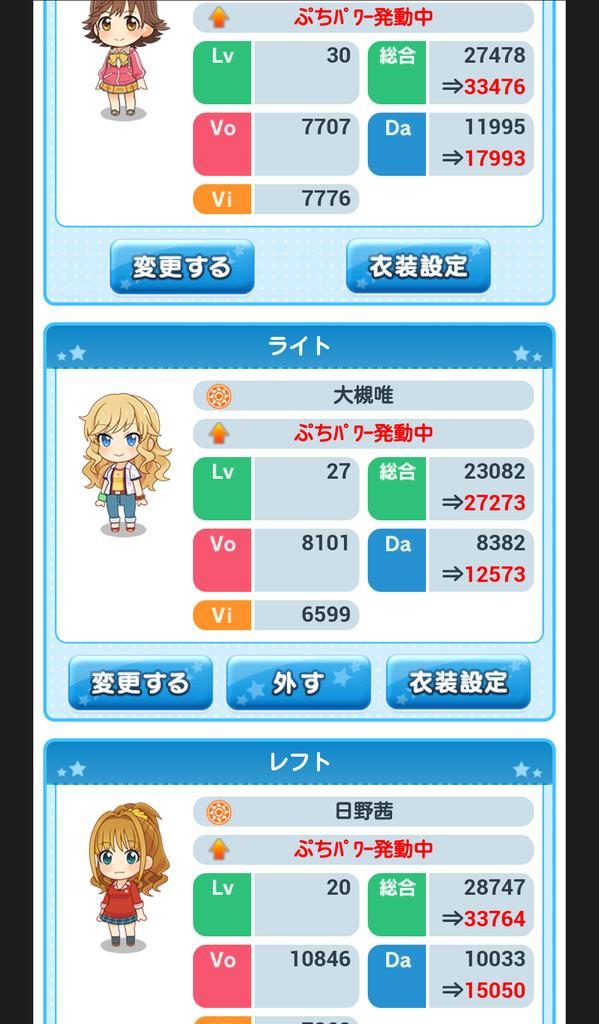 ぷちﾊﾟﾜｰ発動中
Lv 30 総合 27478
⇒33476
Vo 7707 Da 11995
⇒17993
Vi 7776
変更する 衣装設定
ライト
大槻唯
ぷちﾊﾟﾜｰ発動中
Lv 27 総合 23082
⇒27273
Vo 8101 Da 8382
⇒12573
Vi 6599
変更する 外す 衣装設定
レフト
日野茜
ぷちﾊﾟﾜｰ発動中
Lv 20 総合 28747
⇒33764
Vo 10846 Da 10033
⇒15050